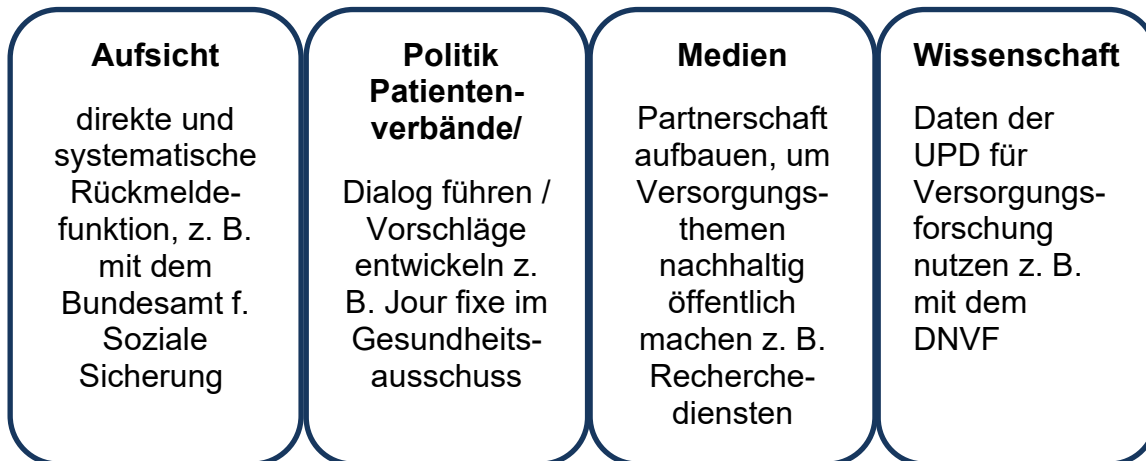 Aufsicht
direkte und
systematische
Rückmelde-
funktion, z. B.
mit dem
Bundesamt f.
Soziale
Sicherung
Politik
Patienten-
verbände/
Dialog führen /
Vorschläge
entwickeln z.
B. Jour fixe im
Gesundheits-
ausschuss
Medien
Partnerschaft
aufbauen, um
Versorgungs-
themen
nachhaltig
öffentlich
machen z. B.
Recherche-
diensten
Wissenschaft
Daten der
UPD für
Versorgungs-
forschung
nutzen z. B.
mit dem
DNVF